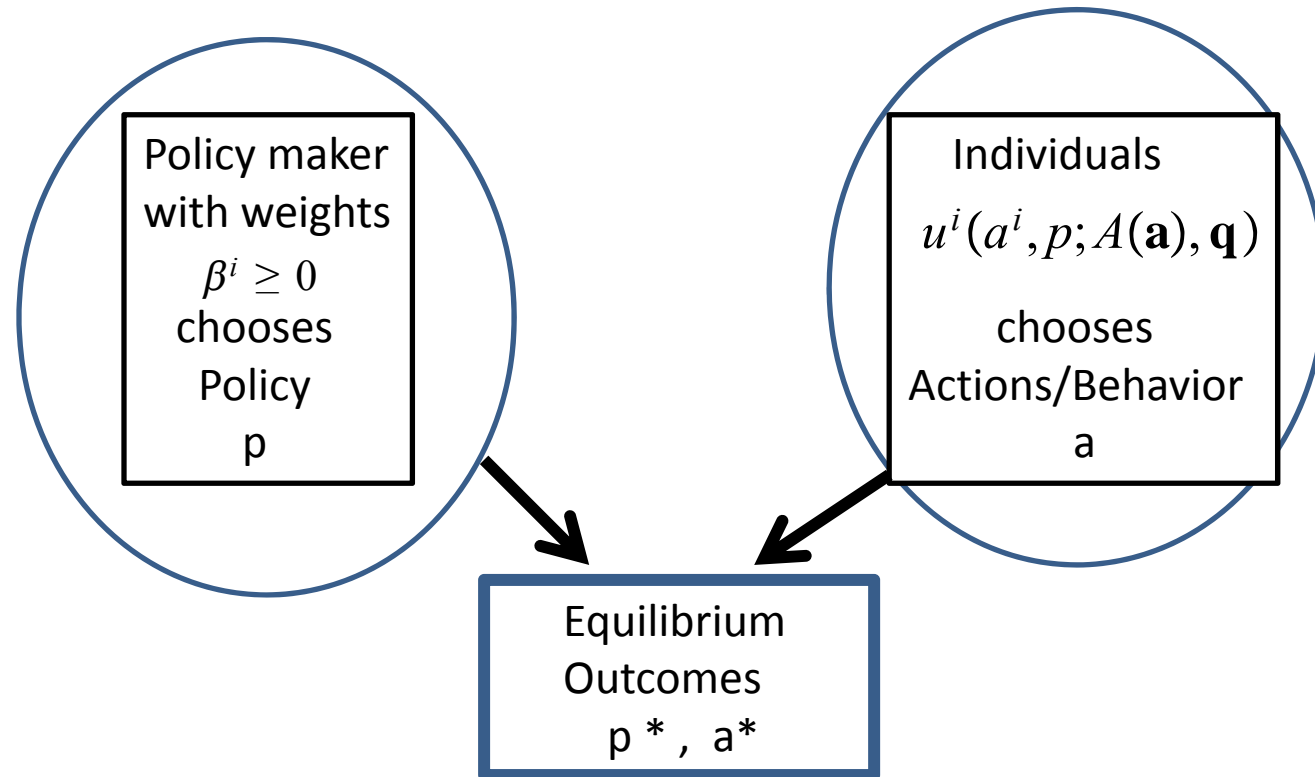 Policy maker
with weights
βⁱ ≥ 0
chooses
Policy
p
Individuals
uⁱ(aⁱ, p; A(𝐚), 𝐪)
chooses
Actions/Behavior
a
Equilibrium
Outcomes
p * , a*